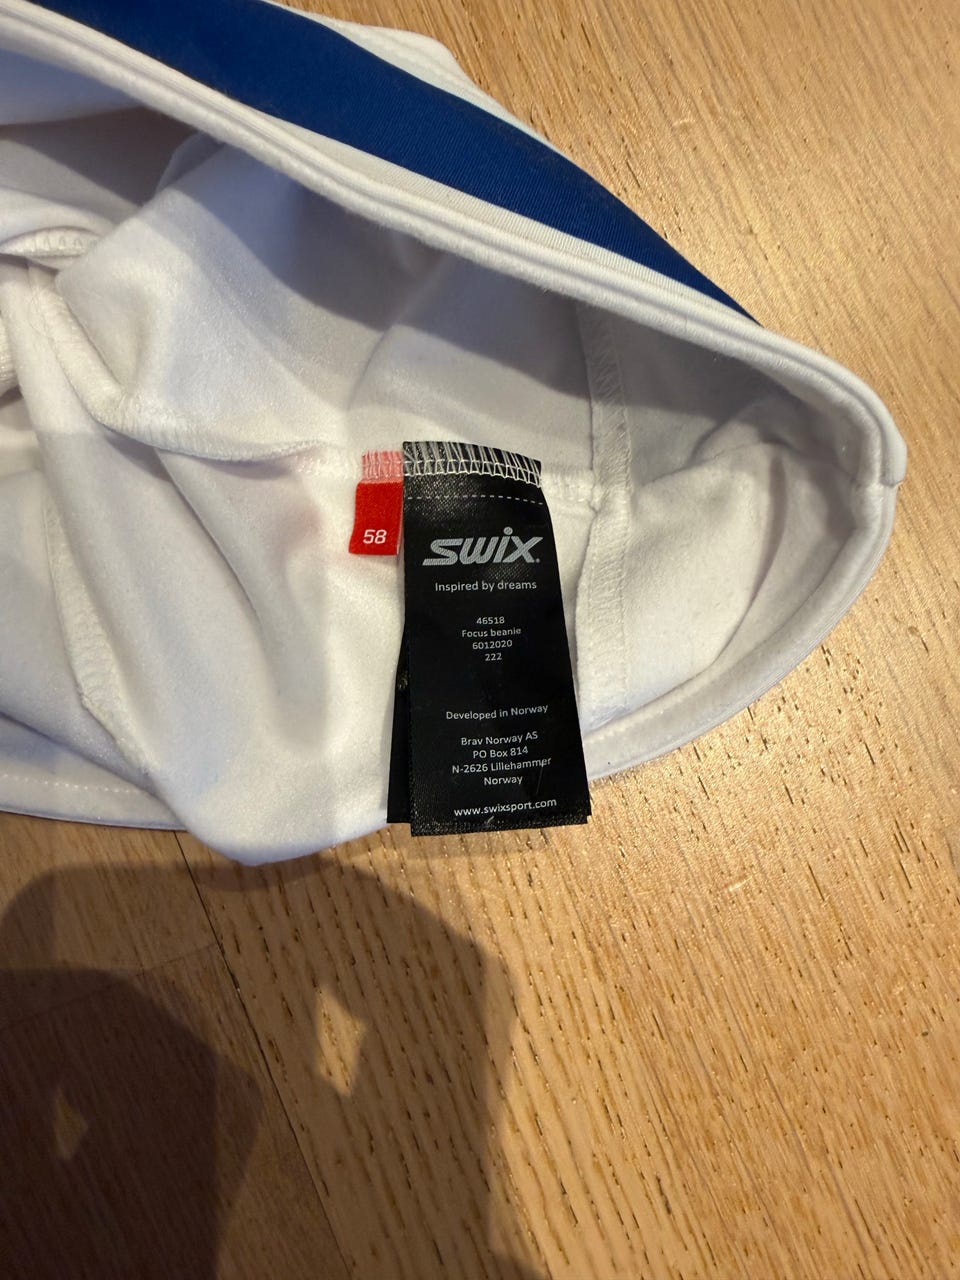 58
swix
Inspired by dreams
46518
Focus beanie
6012020
222
Developed in Norway
Brav Norway AS
PO Box 814
N-2626 Lillehammer
Norway
www.swixsport.com